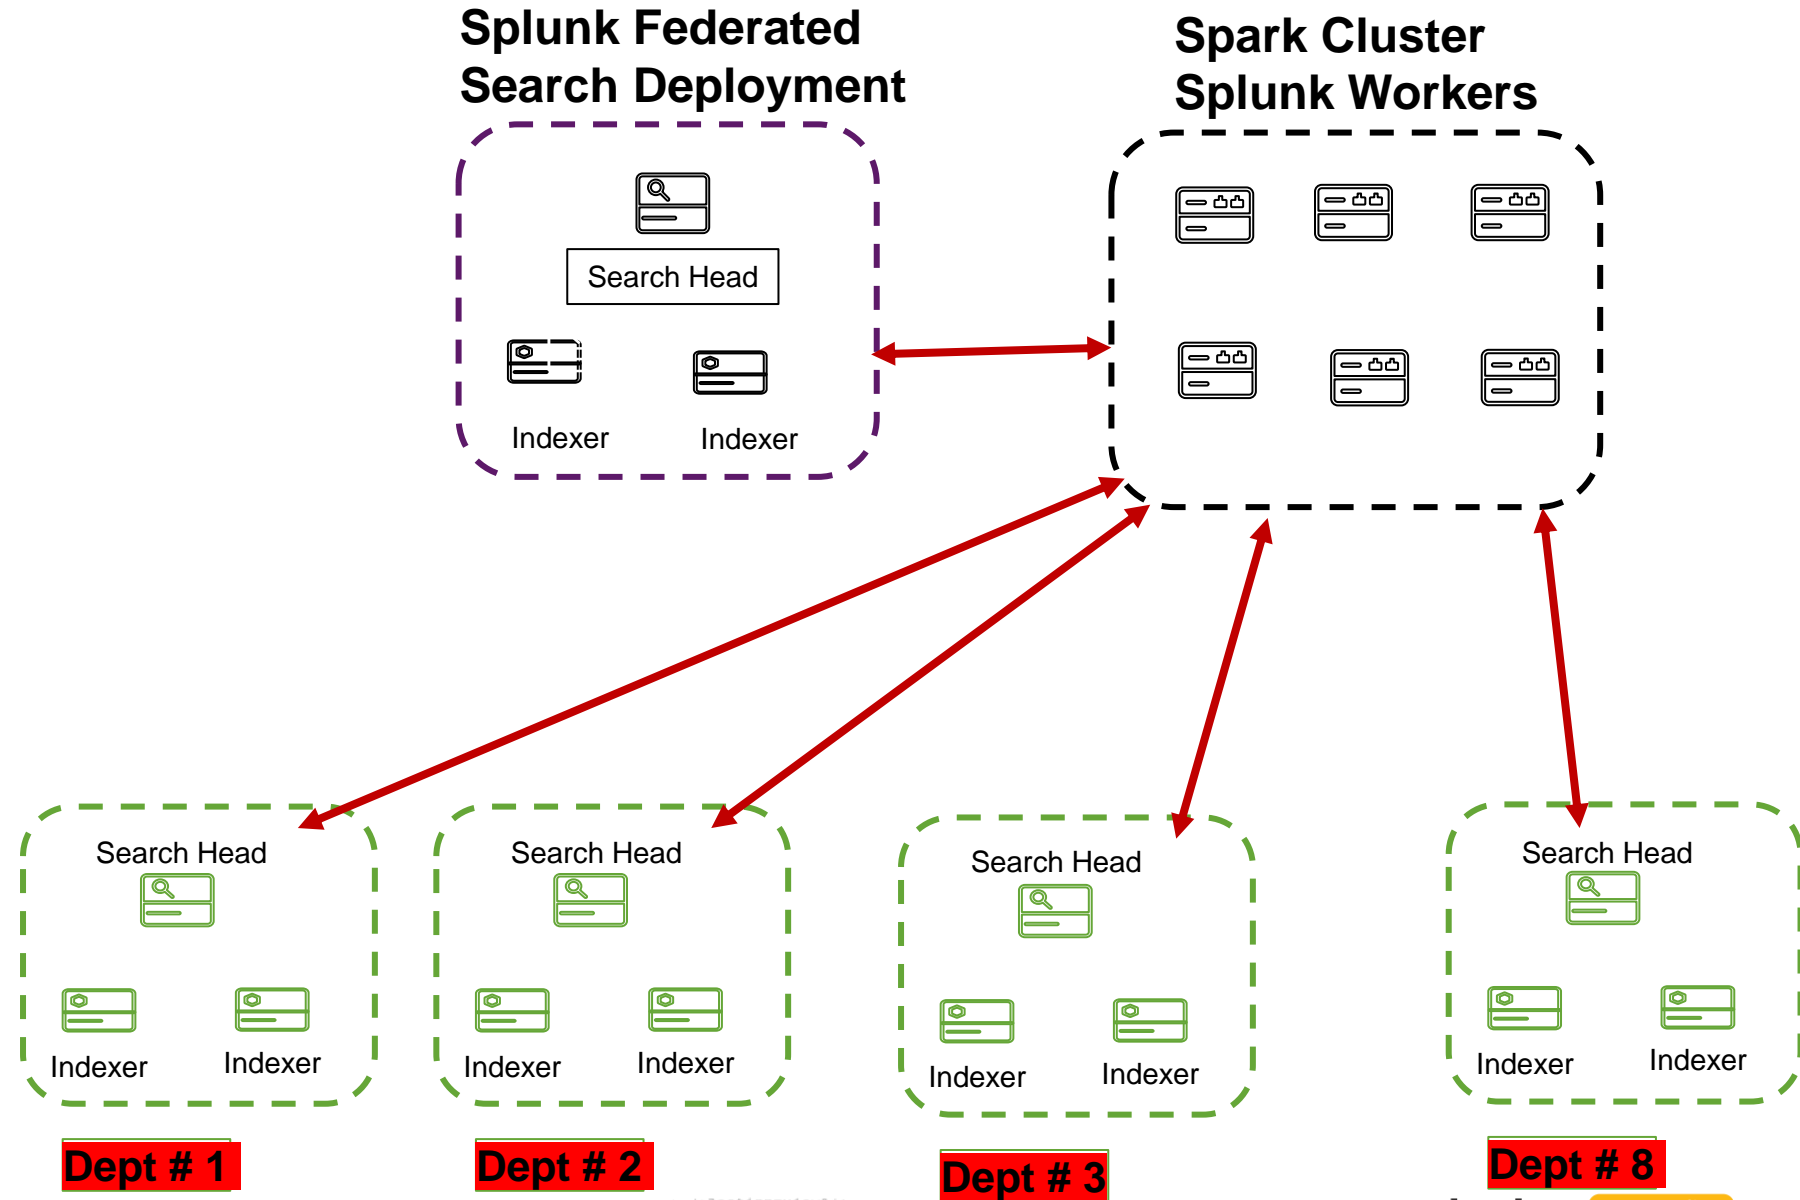 Splunk Federated
Search Deployment
Spark Cluster
Splunk Workers
Search Head
Indexer
Indexer
Search Head
Indexer
Indexer
Dept # 1
Search Head
Indexer
Indexer
Dept # 2
Search Head
Indexer
Indexer
Dept # 3
Search Head
Indexer
Indexer
Dept # 8